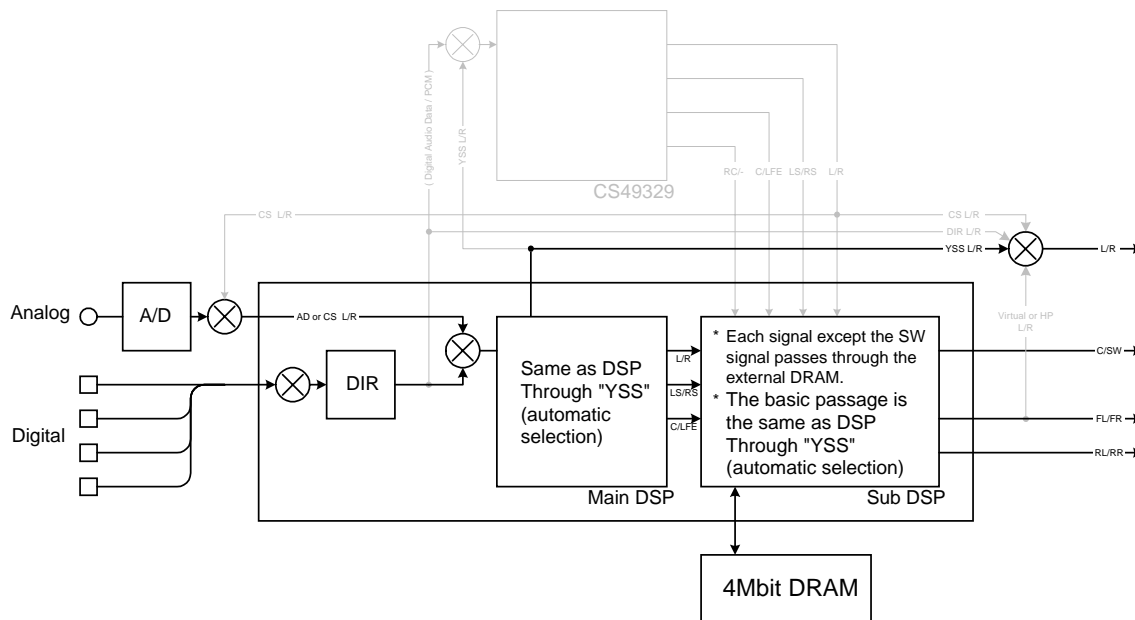 ( Digital Audio Data / PCM )
YSS L/R
RC/-
C/LFE
LS/RS
L/R
CS49329
CS L/R
CS L/R
DIR L/R
YSS L/R
L/R
Analog
A/D
AD or CS L/R
Virtual or HP
L/R
DIR
Digital
Same as DSP
Through "YSS"
(automatic
selection)
Main DSP
L/R
LS/RS
C/LFE
* Each signal except the SW
signal passes through the
external DRAM.
* The basic passage is
the same as DSP
Through "YSS"
(automatic selection)
Sub DSP
C/SW
FL/FR
RL/RR
4Mbit DRAM